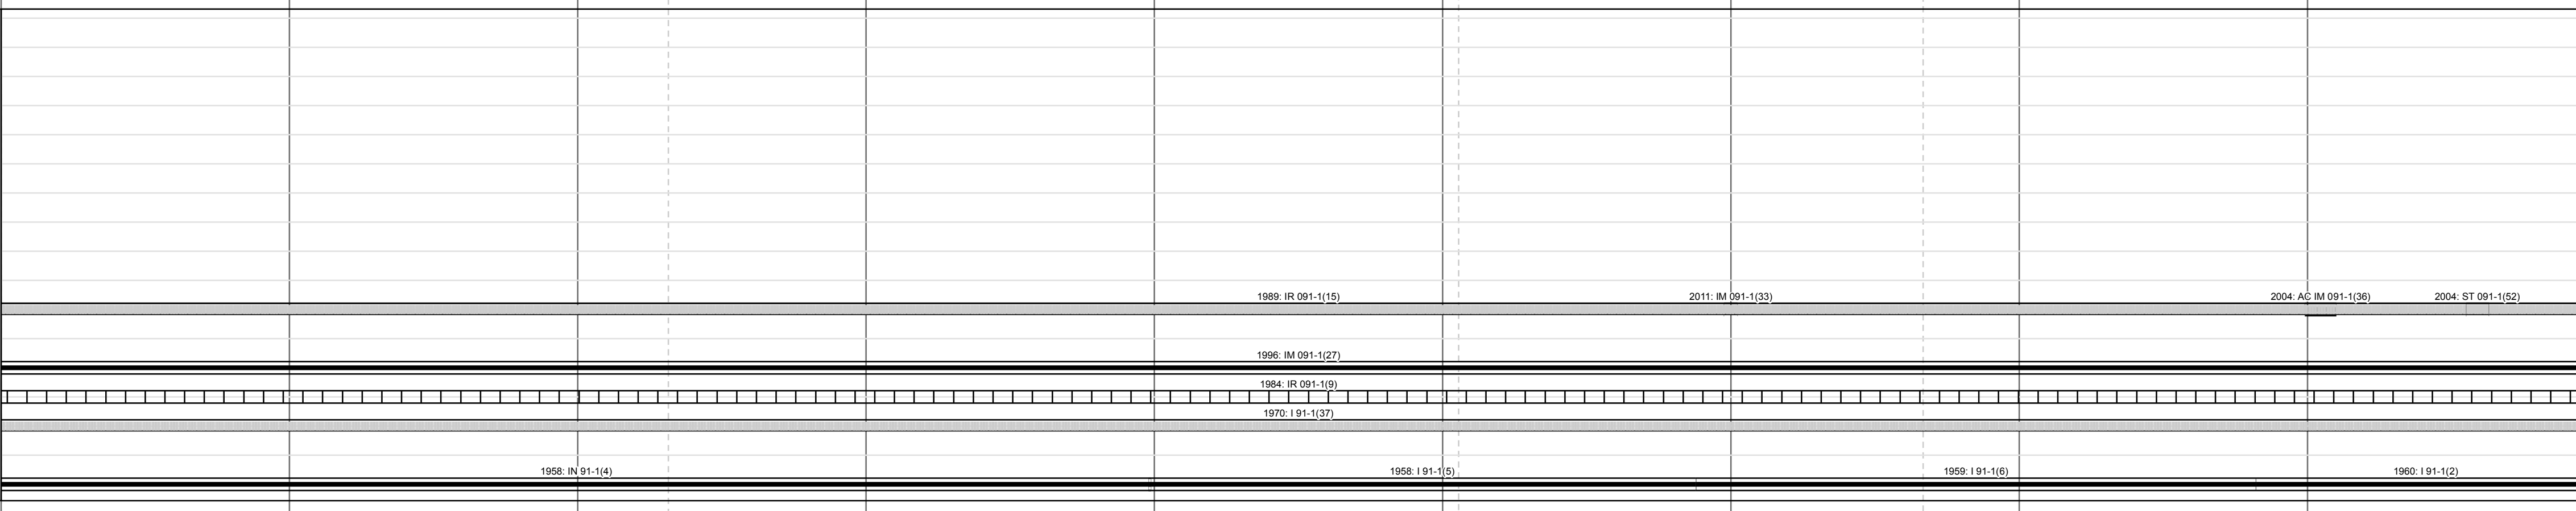 1989: IR 091-1(15) 2011: IM 091-1(33) 2004: AC IM 091-1(36) 2004: ST 091-1(52)
1996: IM 091-1(27)
1984: IR 091-1(9)
1970: I 91-1(37)
1958: IN 91-1(4) 1958: I 91-1(5) 1959: I 91-1(6) 1960: I 91-1(2)